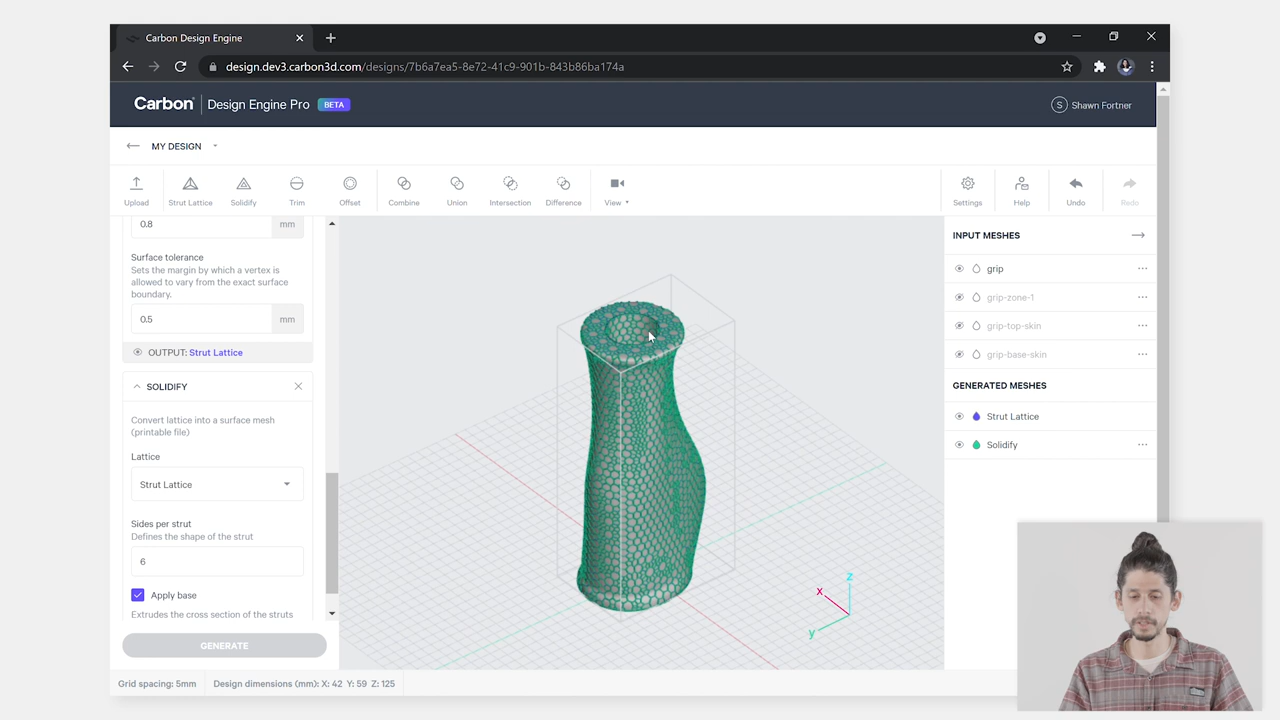 Carbon Design Engine
design.dev3.carbon3d.com/designs/7b6a7ea5-8e72-41c9-901b-843b86ba174a
Carbon Design Engine Pro BETA
S Shawn Fortner
MY DESIGN
Upload
Strut Lattice
Solidify
Trim
Offset
Combine
Union
Intersection
Difference
View
Settings
Help
Undo
Redo
0.8 mm
Surface tolerance
Sets the margin by which a vertex is
allowed to vary from the exact surface
boundary.
0.5 mm
OUTPUT: Strut Lattice
SOLIDIFY
Convert lattice into a surface mesh
(printable file)
Lattice
Strut Lattice
Sides per strut
Defines the shape of the strut
6
Apply base
Extrudes the cross section of the struts
GENERATE
z
x
y
INPUT MESHES
grip
grip-zone-1
grip-top-skin
grip-base-skin
GENERATED MESHES
Strut Lattice
Solidify
Grid spacing: 5mm
Design dimensions (mm): X: 42 Y: 59 Z: 125